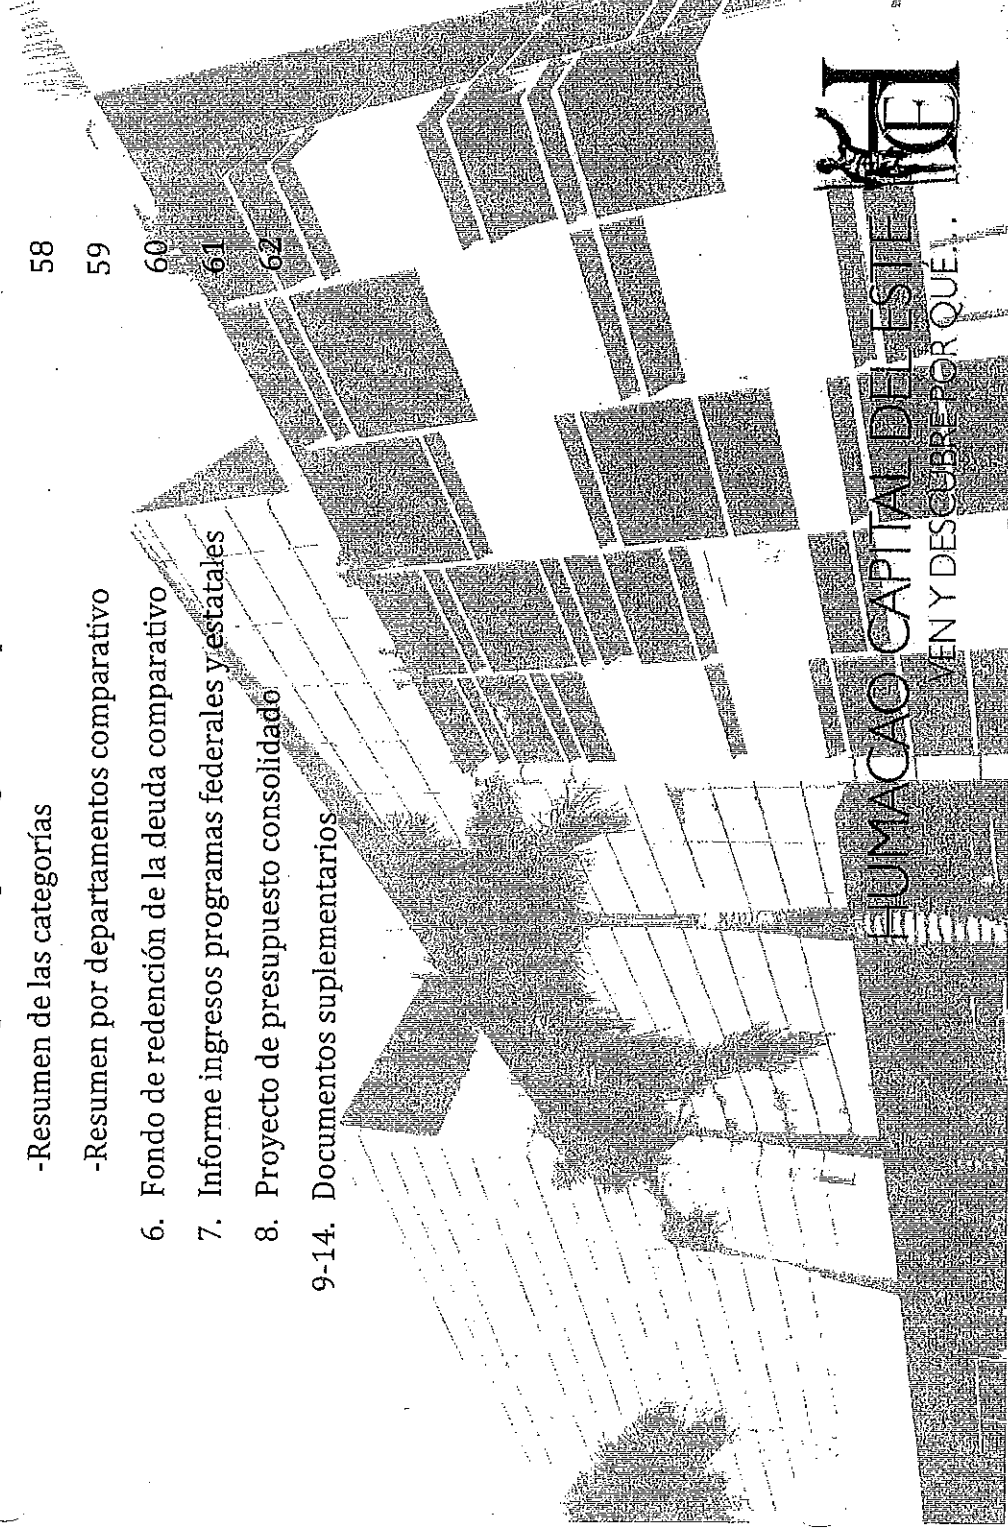 -Resumen de las categorías 58
-Resumen por departamentos comparativo 59
6. Fondo de redención de la deuda comparativo 60
7. Informe ingresos programas federales y estatales 61
8. Proyecto de presupuesto consolidado 62
9-14. Documentos suplementarios
HUMACAO CAPITAL DEL ESTE
VEN Y DESCUBRE POR QUÉ...
HCE